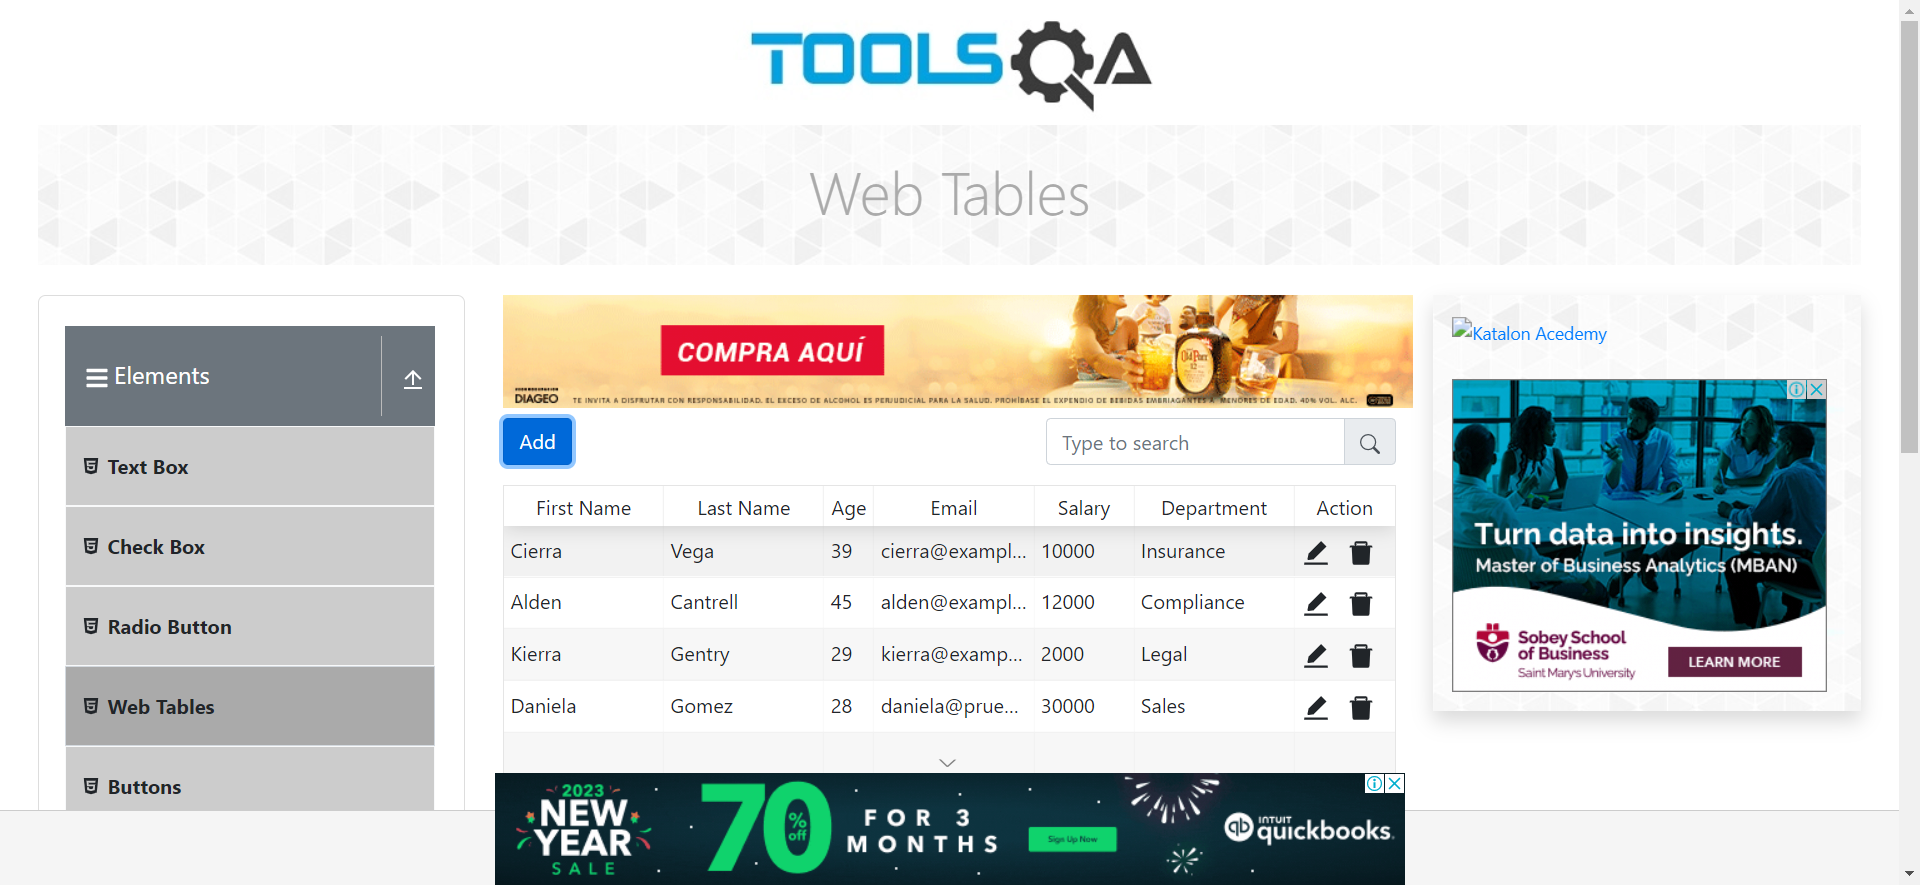 TOOLSQA
Web Tables
Elements
Text Box
Check Box
Radio Button
Web Tables
Buttons
COMPRA AQUÍ
DIAGEO
TE INVITA A DISFRUTAR CON RESPONSABILIDAD. EL EXCESO DE ALCOHOL ES PERJUDICIAL PARA LA SALUD. PROHÍBASE EL EXPENDIO DE BEBIDAS EMBRIAGANTES A MENORES DE EDAD. 40% VOL. ALC.
Old Parr
12
Add
Type to search
First Name Last Name Age Email Salary Department Action
Cierra Vega 39 cierra@exampl... 10000 Insurance
Alden Cantrell 45 alden@exampl... 12000 Compliance
Kierra Gentry 29 kierra@examp... 2000 Legal
Daniela Gomez 28 daniela@prue... 30000 Sales
Katalon Acedemy
Turn data into insights.
Master of Business Analytics (MBAN)
Sobey School
of Business
Saint Mary's University
LEARN MORE
2023
NEW
YEAR
SALE
70% off
FOR 3
MONTHS
Sign Up Now
INTUIT
quickbooks.